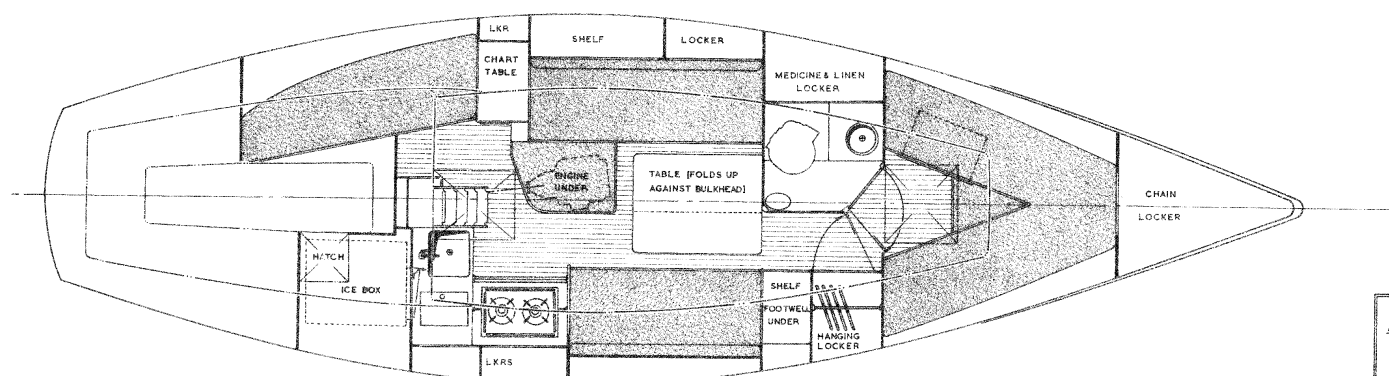 LKR
SHELF
LOCKER
CHART
TABLE
MEDICINE & LINEN
LOCKER
ENGINE
UNDER
TABLE [FOLDS UP
AGAINST BULKHEAD]
CHAIN
LOCKER
HATCH
ICE BOX
SHELF
FOOTWELL
UNDER
HANGING
LOCKER
LKRS